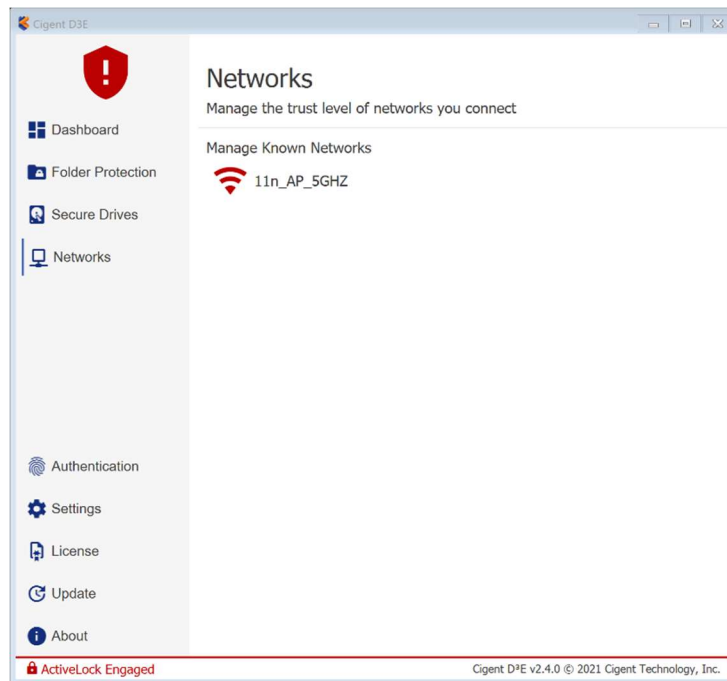 Cigent D3E
Networks
Manage the trust level of networks you connect
Manage Known Networks
11n_AP_5GHZ
Dashboard
Folder Protection
Secure Drives
Networks
Authentication
Settings
License
Update
About
ActiveLock Engaged
Cigent D³E v2.4.0 © 2021 Cigent Technology, Inc.